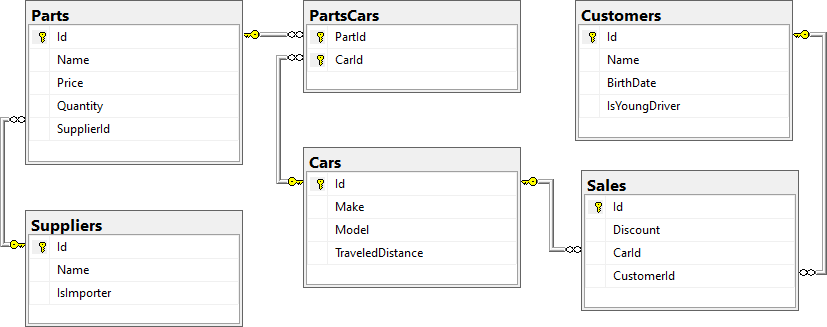 Parts
Id
Name
Price
Quantity
SupplierId
PartsCars
PartId
CarId
Customers
Id
Name
BirthDate
IsYoungDriver
Cars
Id
Make
Model
TraveledDistance
Sales
Id
Discount
CarId
CustomerId
Suppliers
Id
Name
IsImporter